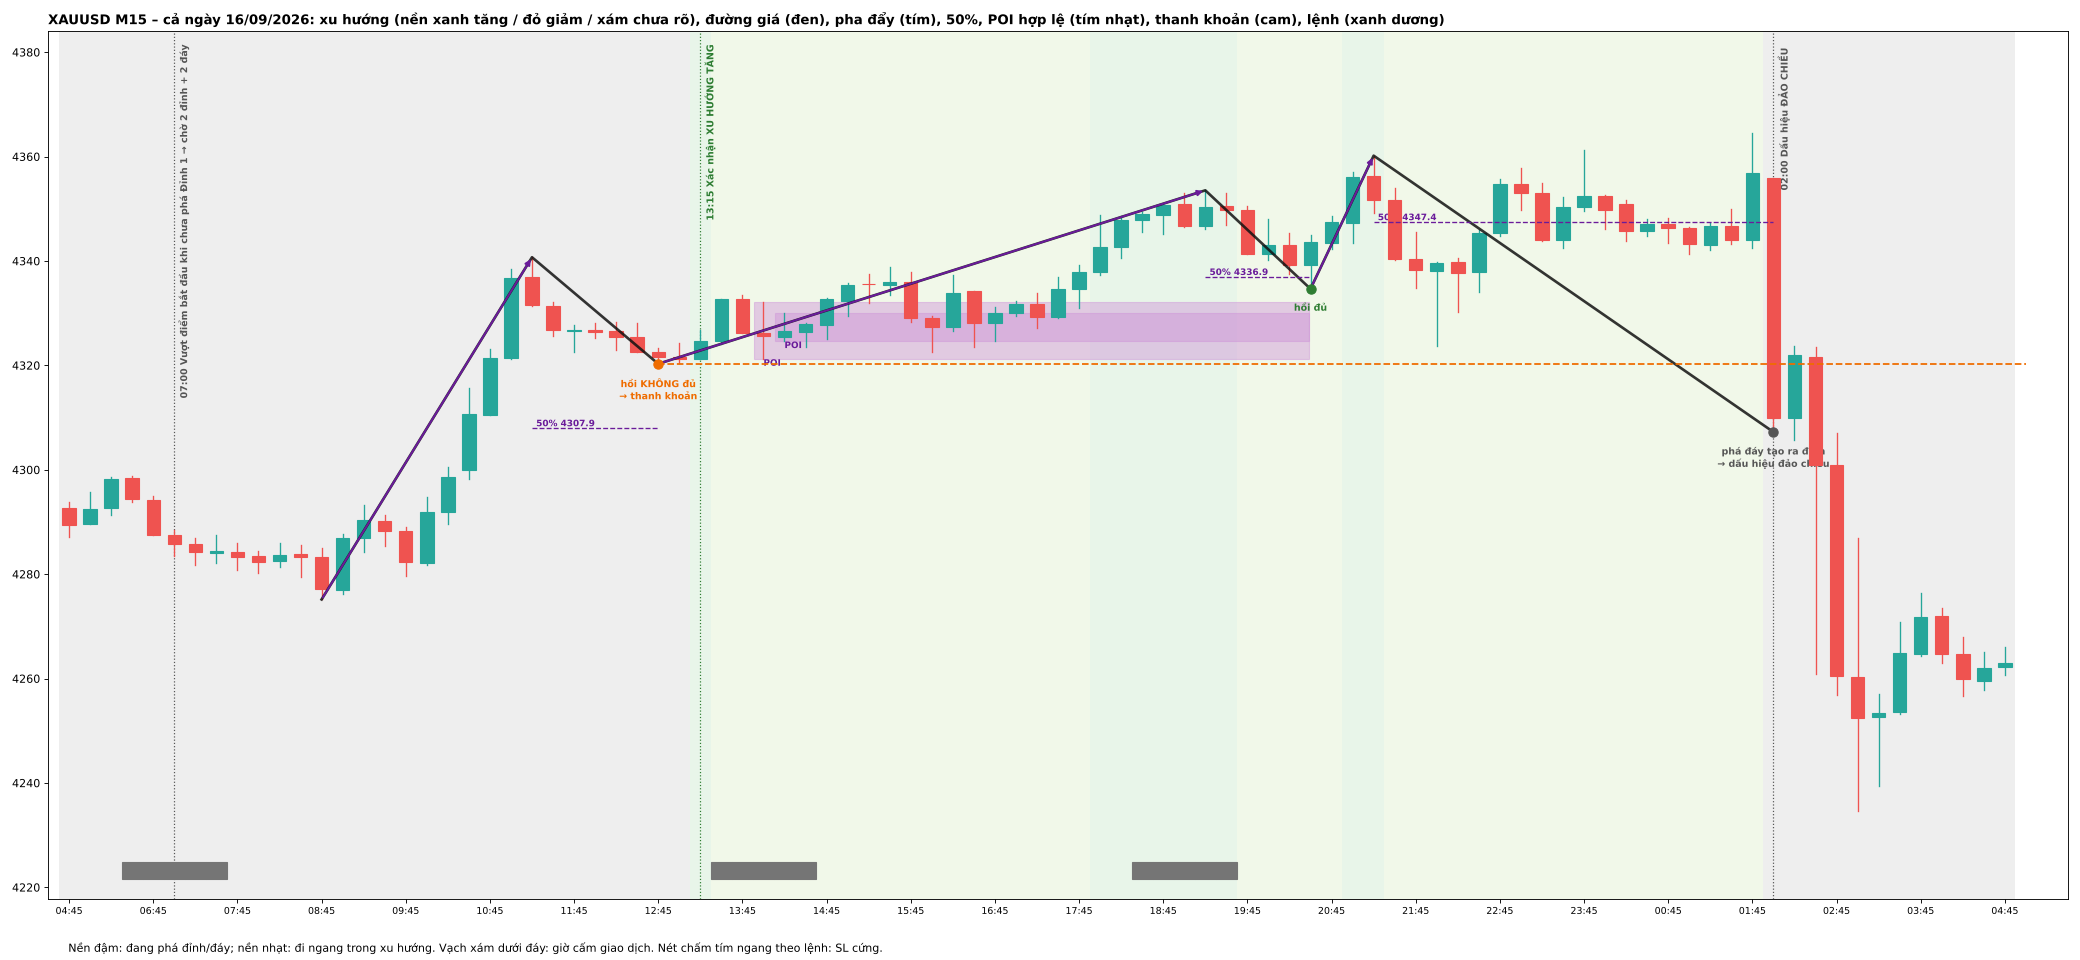 XAUUSD M15 – cả ngày 16/09/2026: xu hướng (nền xanh tăng / đỏ giảm / xám chưa rõ), đường giá (đen), pha đẩy (tím), 50%, POI hợp lệ (tím nhạt), thanh khoản (cam), lệnh (xanh dương)
4380
4360
4340
4320
4300
4280
4260
4240
4220
07:00 Vượt điểm bắt đầu khi chưa phá Đỉnh 1 → chờ 2 đỉnh + 2 đáy
13:15 Xác nhận XU HƯỚNG TĂNG
02:00 Dấu hiệu ĐẢO CHIỀU
50% 4347.4
50% 4336.9
hồi đủ
POI
POI
hồi KHÔNG đủ
→ thanh khoản
50% 4307.9
phá đáy tạo ra đỉnh
→ dấu hiệu đảo chiều
04:45 06:45 07:45 08:45 09:45 10:45 11:45 12:45 13:45 14:45 15:45 16:45 17:45 18:45 19:45 20:45 21:45 22:45 23:45 00:45 01:45 02:45 03:45 04:45
Nền đậm: đang phá đỉnh/đáy; nền nhạt: đi ngang trong xu hướng. Vạch xám dưới đáy: giờ cấm giao dịch. Nét chấm tím ngang theo lệnh: SL cứng.